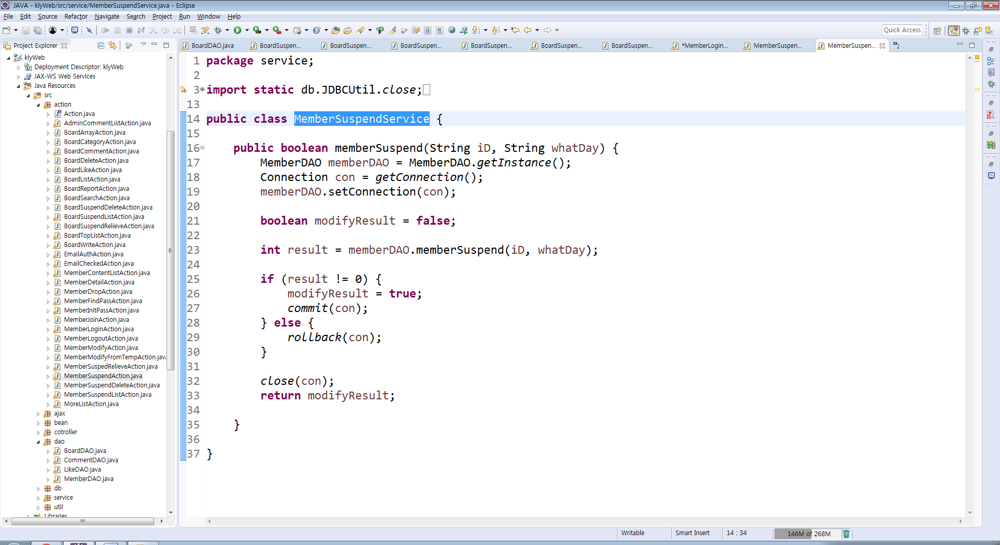 JAVA - klyWeb/src/service/MemberSuspendService.java - Eclipse
File Edit Source Refactor Navigate Search Project Run Window Help
Quick Access
Project Explorer
BoardDAO.java BoardSuspen... BoardSuspen... BoardSuspen... BoardSuspen... BoardSuspen... BoardSuspen... *MemberLogin... MemberSuspen... MemberSuspen... »2
klyWeb
Deployment Descriptor: klyWeb
JAX-WS Web Services
Java Resources
src
action
Action.java
AdminCommentListAction.java
BoardArrayAction.java
BoardCategoryAction.java
BoardCommentAction.java
BoardDeleteAction.java
BoardLikeAction.java
BoardListAction.java
BoardReportAction.java
BoardSearchAction.java
BoardSuspendDeleteAction.java
BoardSuspendListAction.java
BoardSuspendRelieveAction.java
BoardTopListAction.java
BoardWriteAction.java
EmailAuthAction.java
EmailCheckedAction.java
MemberContentListAction.java
MemberDetailAction.java
MemberDropAction.java
MemberFindPassAction.java
MemberInitPassAction.java
MemberJoinAction.java
MemberLoginAction.java
MemberLogoutAction.java
MemberModifyAction.java
MemberModifyFromTempAction.java
MemberSuspedRelieveAction.java
MemberSuspendAction.java
MemberSuspendDeleteAction.java
MemberSuspendListAction.java
MoreListAction.java
ajax
bean
cotroller
dao
BoardDAO.java
CommentDAO.java
LikeDAO.java
MemberDAO.java
db
service
util
Libraries
1 package service;
2
3 import static db.JDBCUtil.close;
13
14 public class MemberSuspendService {
15
16 public boolean memberSuspend(String iD, String whatDay) {
17 MemberDAO memberDAO = MemberDAO.getInstance();
18 Connection con = getConnection();
19 memberDAO.setConnection(con);
20
21 boolean modifyResult = false;
22
23 int result = memberDAO.memberSuspend(iD, whatDay);
24
25 if (result != 0) {
26 modifyResult = true;
27 commit(con);
28 } else {
29 rollback(con);
30 }
31
32 close(con);
33 return modifyResult;
34
35 }
36
37 }
Writable Smart Insert 14 : 34 146M of 268M